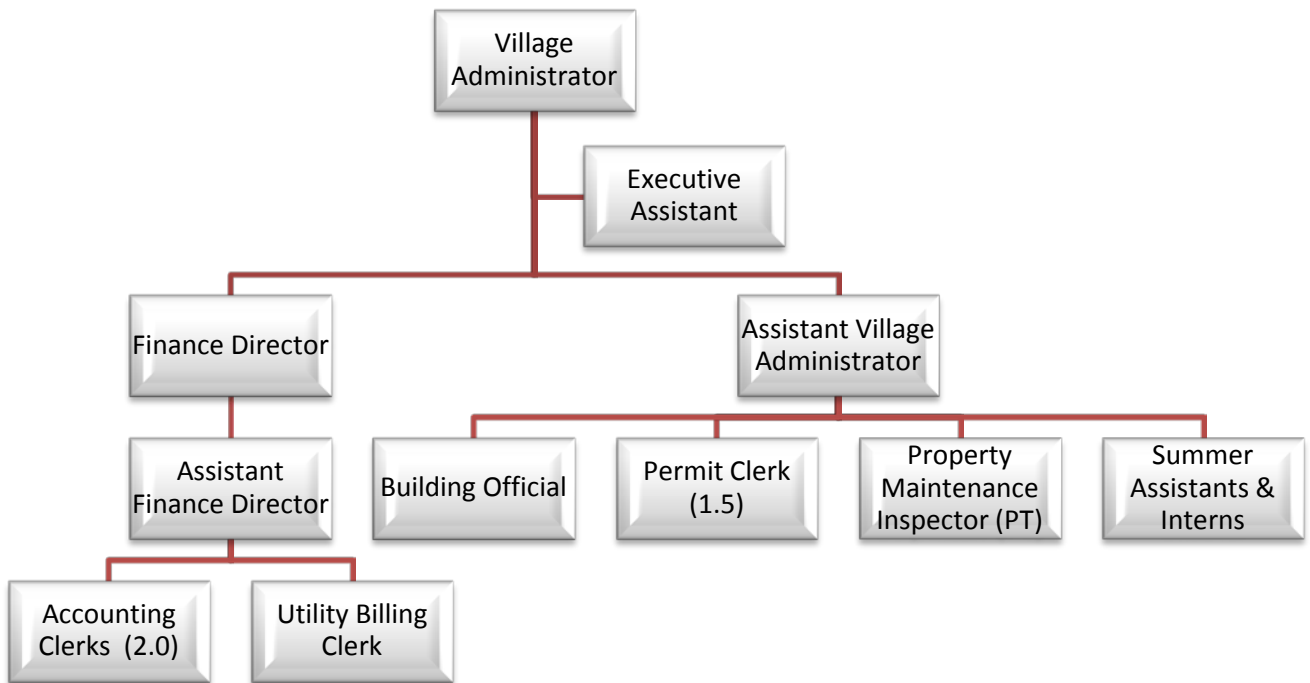 Village
Administrator
Executive
Assistant
Finance Director
Assistant Village
Administrator
Assistant
Finance Director
Building Official
Permit Clerk
(1.5)
Property
Maintenance
Inspector (PT)
Summer
Assistants &
Interns
Accounting
Clerks  (2.0)
Utility Billing
Clerk